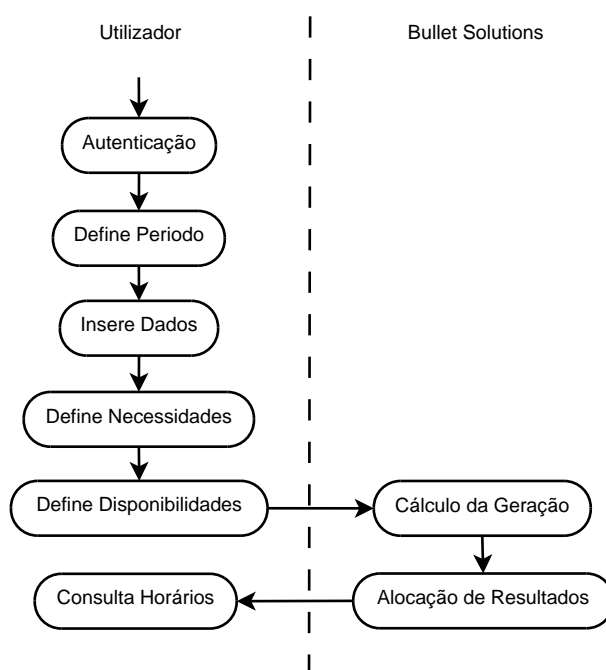 Utilizador
Bullet Solutions
Autenticação
Define Periodo
Insere Dados
Define Necessidades
Define Disponibilidades
Cálculo da Geração
Consulta Horários
Alocação de Resultados